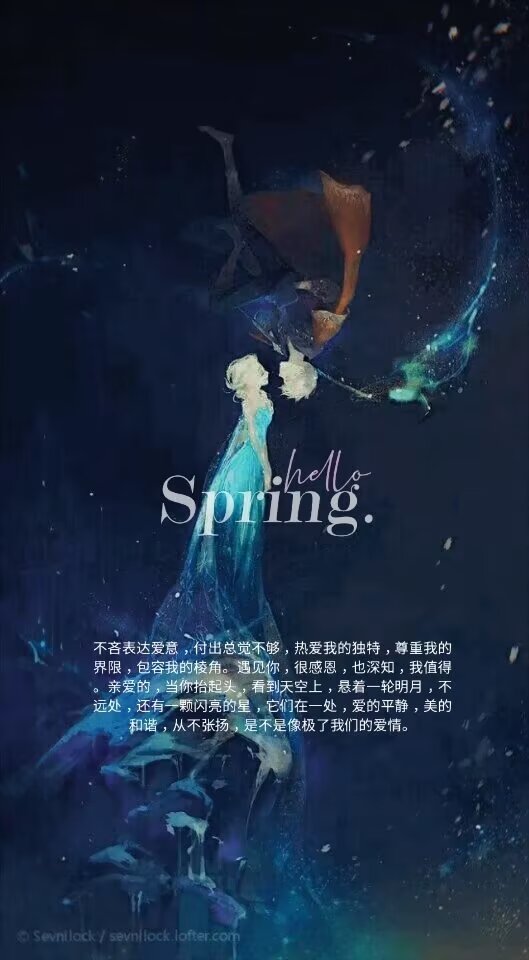 hello
Spring.
不吝表达爱意，付出总觉不够，热爱我的独特，尊重我的
界限，包容我的棱角。遇见你，很感恩，也深知，我值得
。亲爱的，当你抬起头，看到天空上，悬着一轮明月，不
远处，还有一颗闪亮的星，它们在一处，爱的平静，美的
和谐，从不张扬，是不是像极了我们的爱情。
© Sevnilock / sevnilock.lofter.com